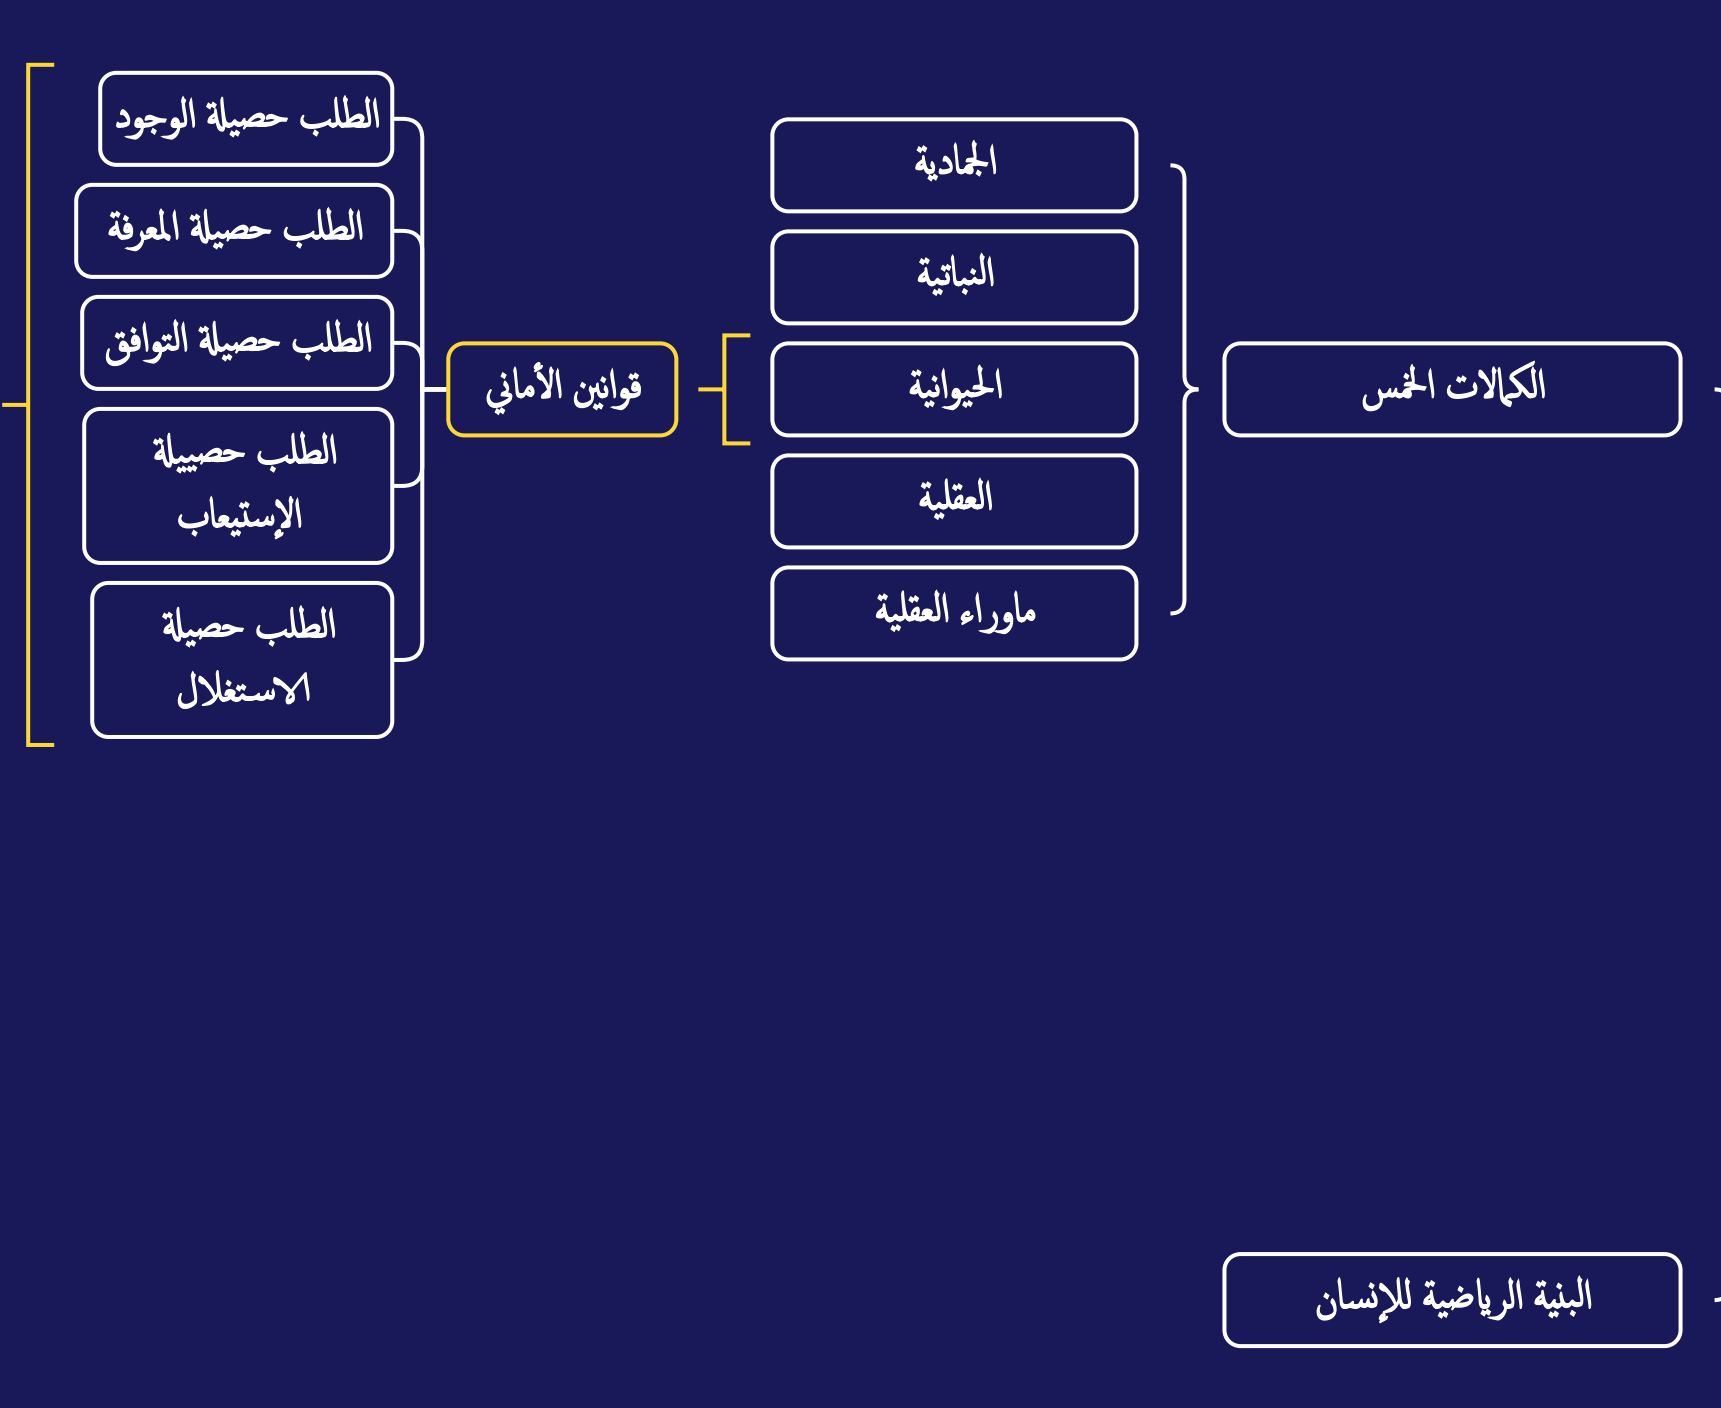 الكمالات الخمس
الجمادية
النباتية
الحيوانية
العقلية
ماوراء العقلية
قوانين الأماني
الطلب حصيلة الوجود
الطلب حصيلة المعرفة
الطلب حصيلة التوافق
الطلب حصييلة
الإستيعاب
الطلب حصيلة
الاستغلال
البنية الرياضية للإنسان